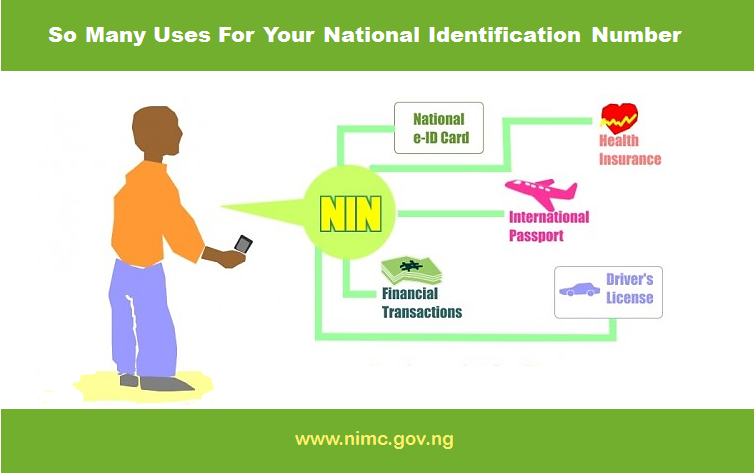 So Many Uses For Your National Identification Number
National
e-ID Card
Health
Insurance
NIN
International
Passport
Financial
Transactions
Driver's
License
www.nimc.gov.ng